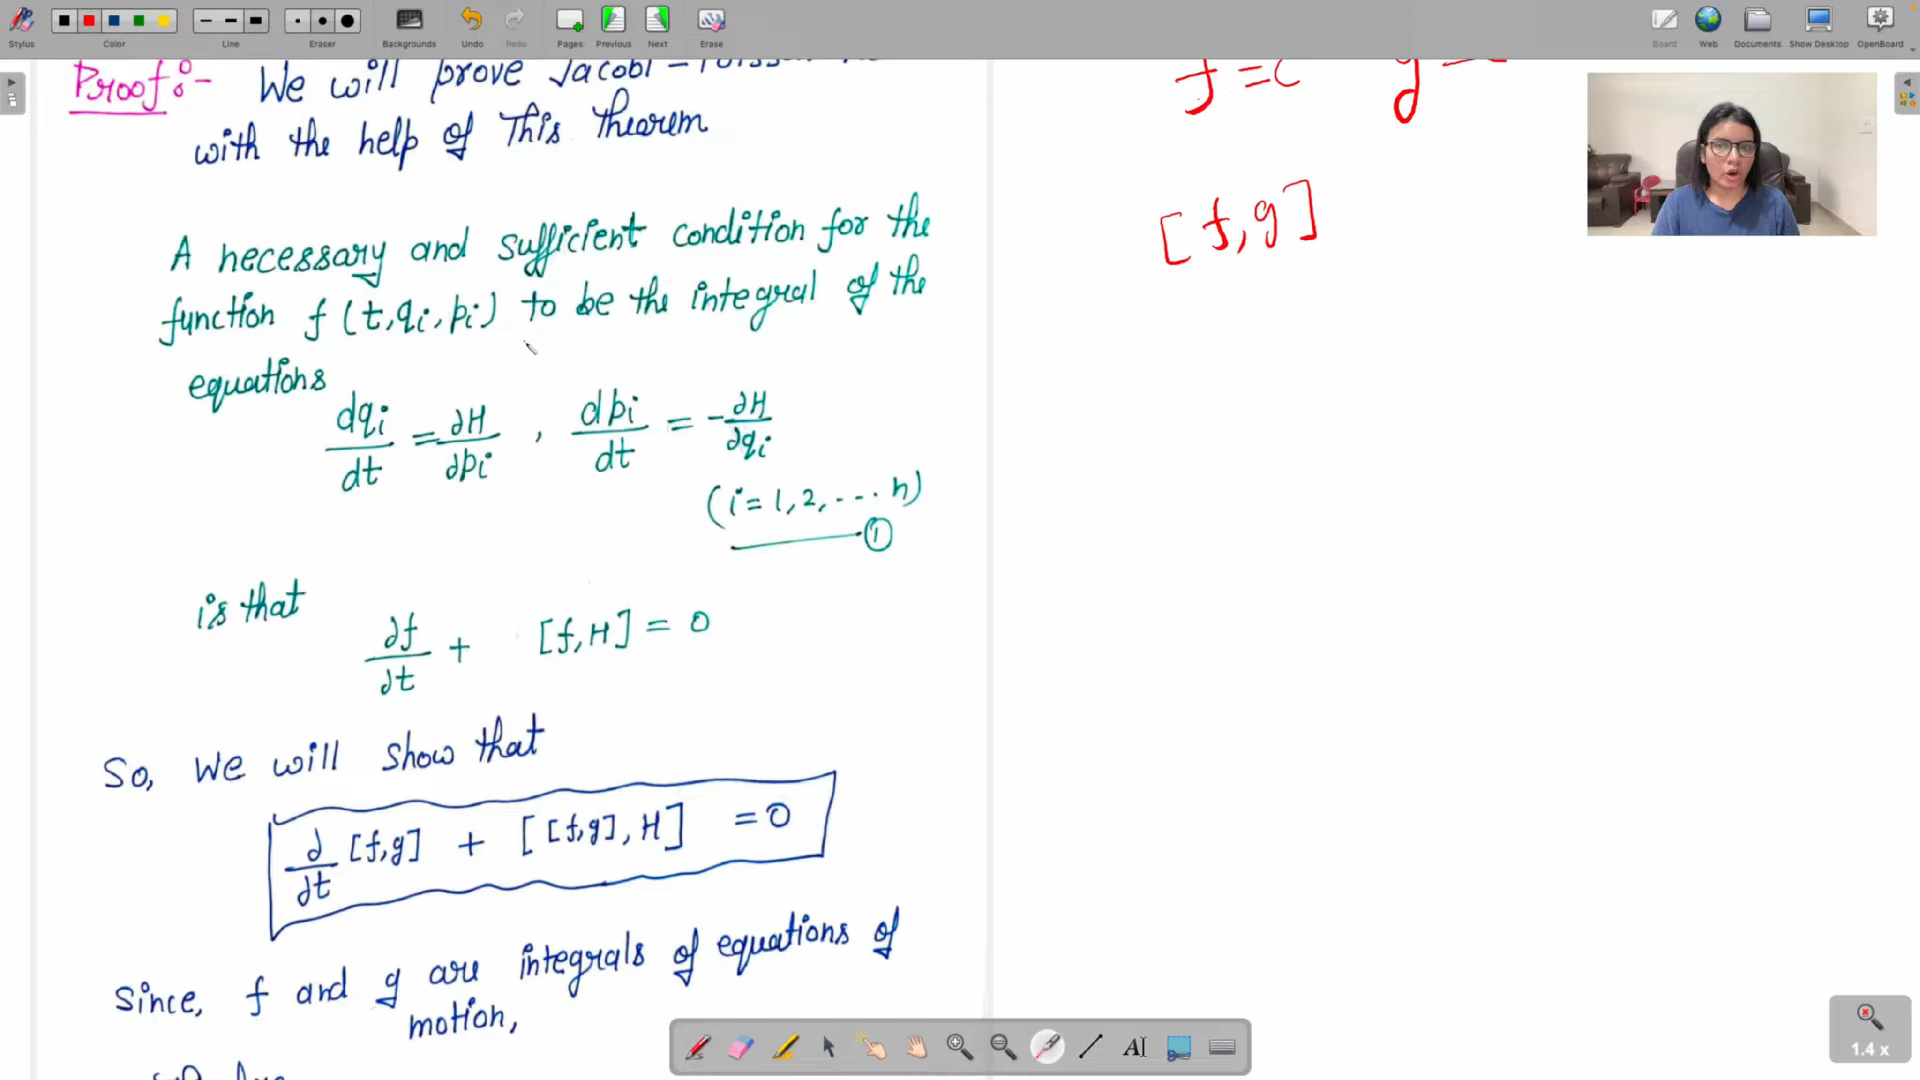 Stylus
Color
Line
Eraser
Backgrounds
Undo
Redo
Pages
Previous
Next
Erase
Board
Web
Documents
Show Desktop
OpenBoard
Proof:- We will prove Jacobi - Poisson
with the help of This Theorem
A necessary and sufficient condition for the
function f (t, qi, pi) to be the integral of the
equations
dqi/dt = ∂H/∂pi , dpi/dt = -∂H/∂qi
(i = 1, 2, .... n)
①
is that
∂f/∂t + [f, H] = 0
So, We will show that
∂/∂t [f,g] + [ [f,g], H] = 0
Since, f and g are integrals of equations of
motion,
f = c g =
[f, g]
AI
1.4 x